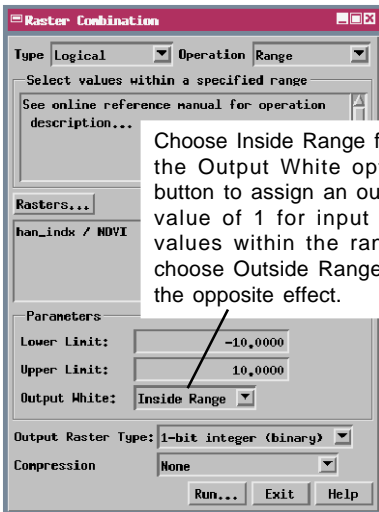 Raster Combination
Type Logical Operation Range
Select values within a specified range
See online reference manual for operation
description...
Choose Inside Range f
the Output White op
button to assign an ou
value of 1 for input
values within the ran
choose Outside Range
the opposite effect.
Rasters...
han_indx / NDVI
Parameters
Lower Limit: -10,0000
Upper Limit: 10,0000
Output White: Inside Range
Output Raster Type: 1-bit integer (binary)
Compression None
Run... Exit Help